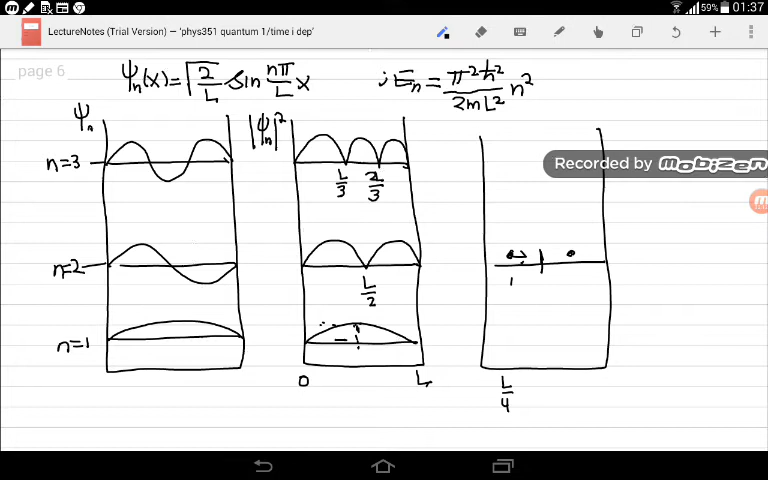 59% 01:37
LectureNotes (Trial Version) — 'phys351 quantum 1/time i dep'
page 6
ψn(x) = √2/L sin nπ/L x ; En = π²ħ²/2mL² n²
ψn |ψn|²
n=3
L/3 2/3
Recorded by mobizen
n=2
L/2
1
n=1
0 L
L/4